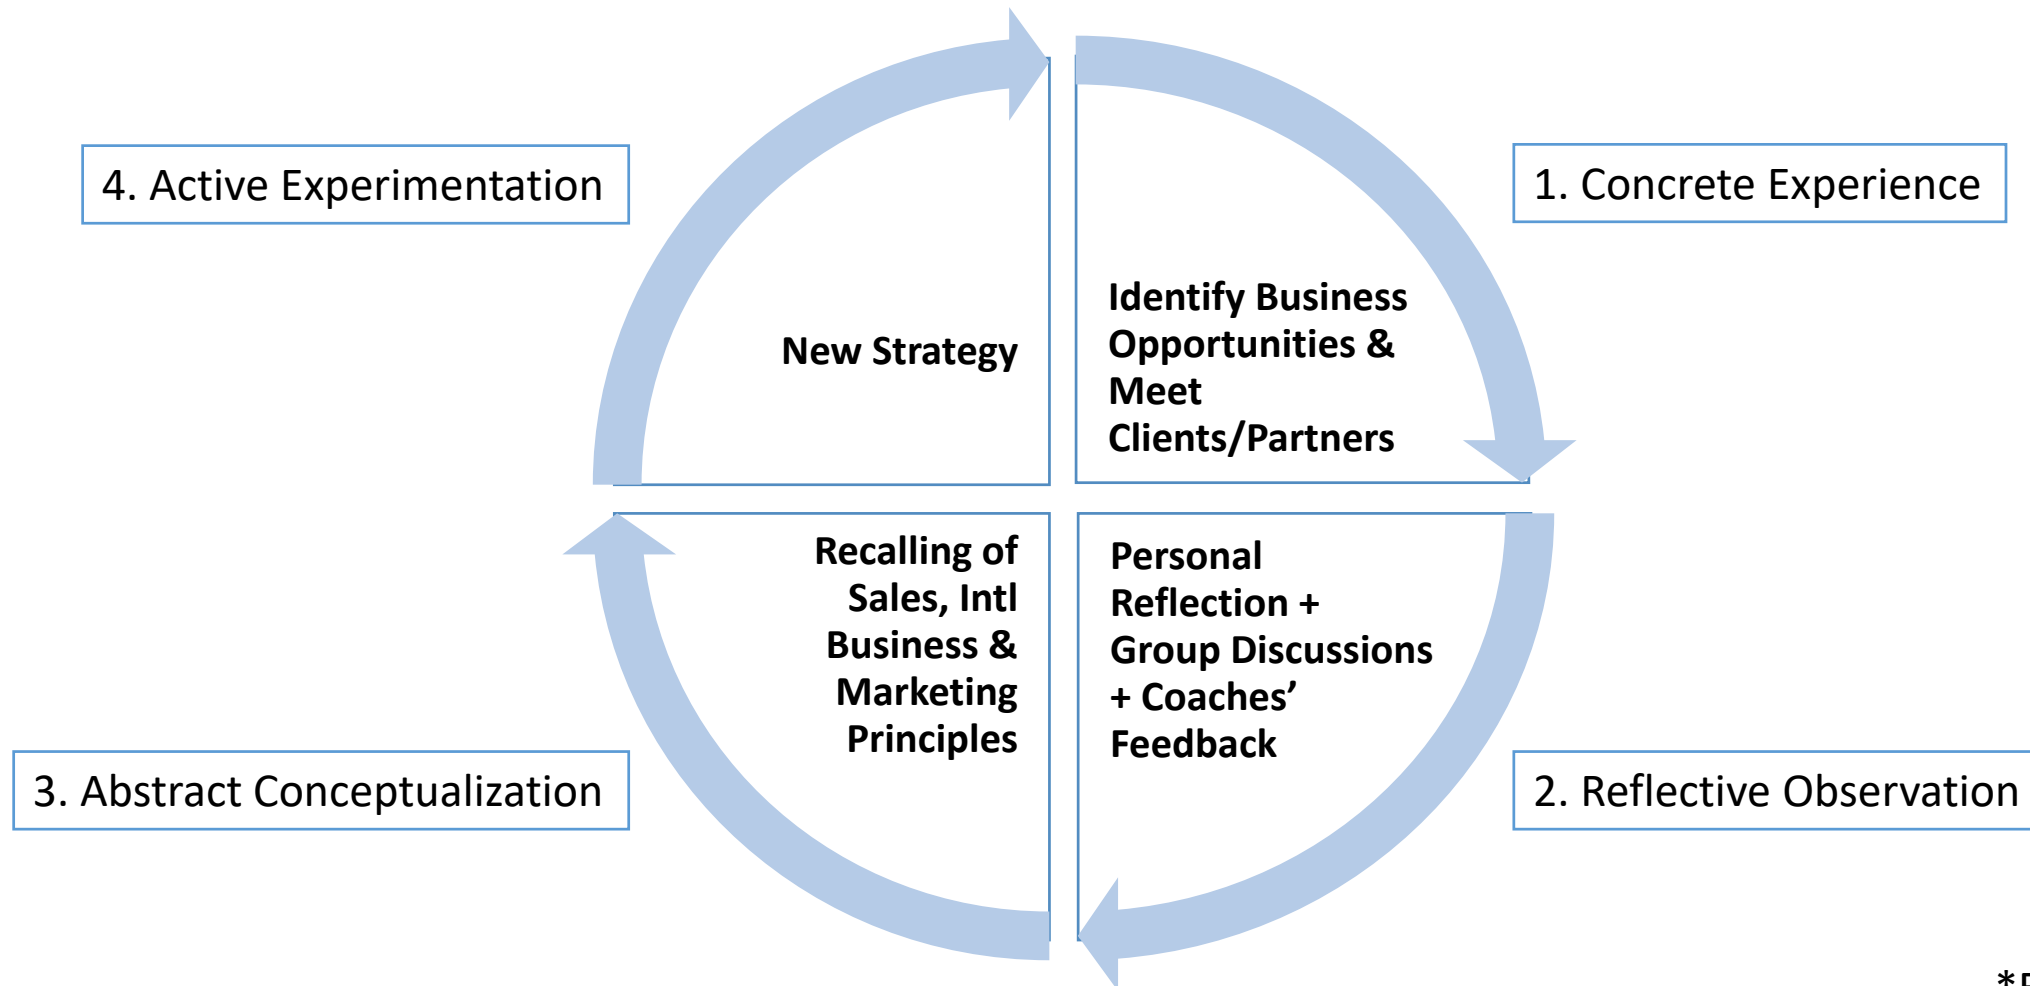 4. Active Experimentation
1. Concrete Experience
New Strategy
Identify Business
Opportunities &
Meet
Clients/Partners
Recalling of
Sales, Intl
Business &
Marketing
Principles
Personal
Reflection +
Group Discussions
+ Coaches’
Feedback
3. Abstract Conceptualization
2. Reflective Observation